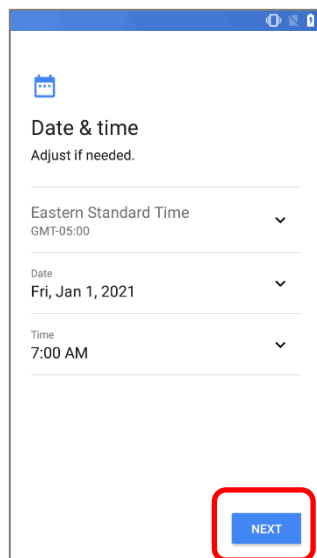 Date & time
Adjust if needed.
Eastern Standard Time
GMT-05:00
Date
Fri, Jan 1, 2021
Time
7:00 AM
NEXT